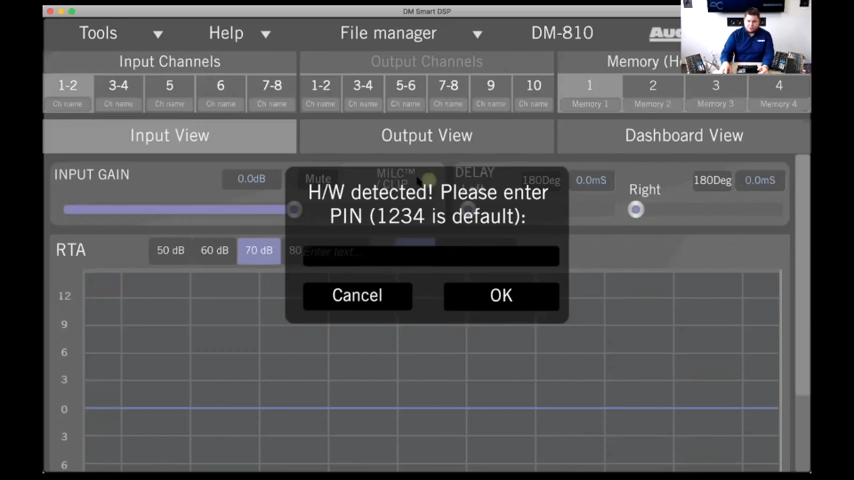 DM Smart DSP
Tools Help File manager DM-810
Input Channels Output Channels Memory
1-2 3-4 5 6 7-8 1-2 3-4 5-6 7-8 9 10 1 2 3 4
Ch name Ch name Ch name Ch name Ch name Ch name Ch name Ch name Ch name Ch name Ch name Memory 1 Memory 2 Memory 3 Memory 4
Input View Output View Dashboard View
INPUT GAIN 0.0dB Mute MILC™ DELAY 180Deg 0.0mS Right 180Deg 0.0mS
CLIP
H/W detected! Please enter
PIN (1234 is default):
RTA 50 dB 60 dB 70 dB 80
Enter text...
Cancel OK
12
9
6
3
0
3
6